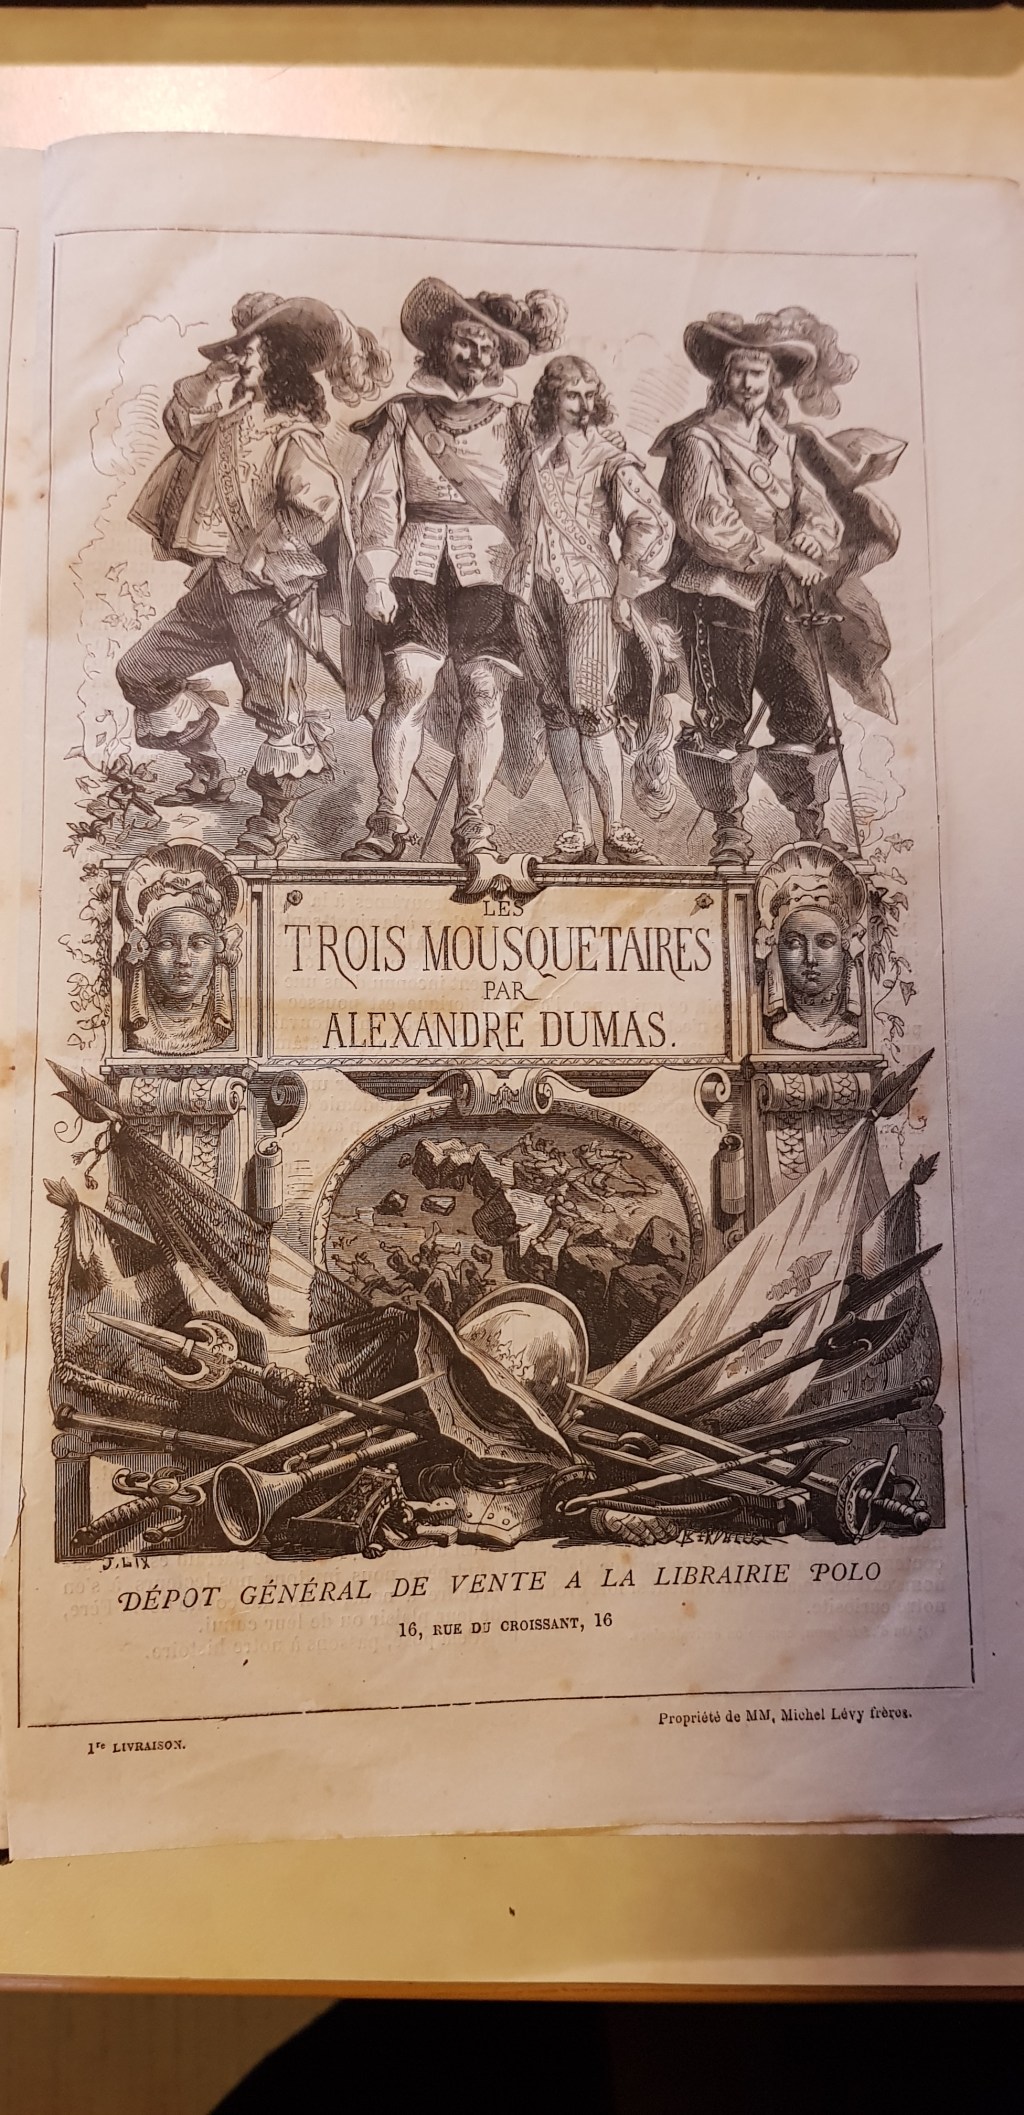 LES
TROIS MOUSQUETAIRES
PAR
ALEXANDRE DUMAS.
J. LIX
DÉPOT GÉNÉRAL DE VENTE A LA LIBRAIRIE POLO
16, RUE DU CROISSANT, 16
Propriété de MM, Michel Lévy frères.
1re LIVRAISON.